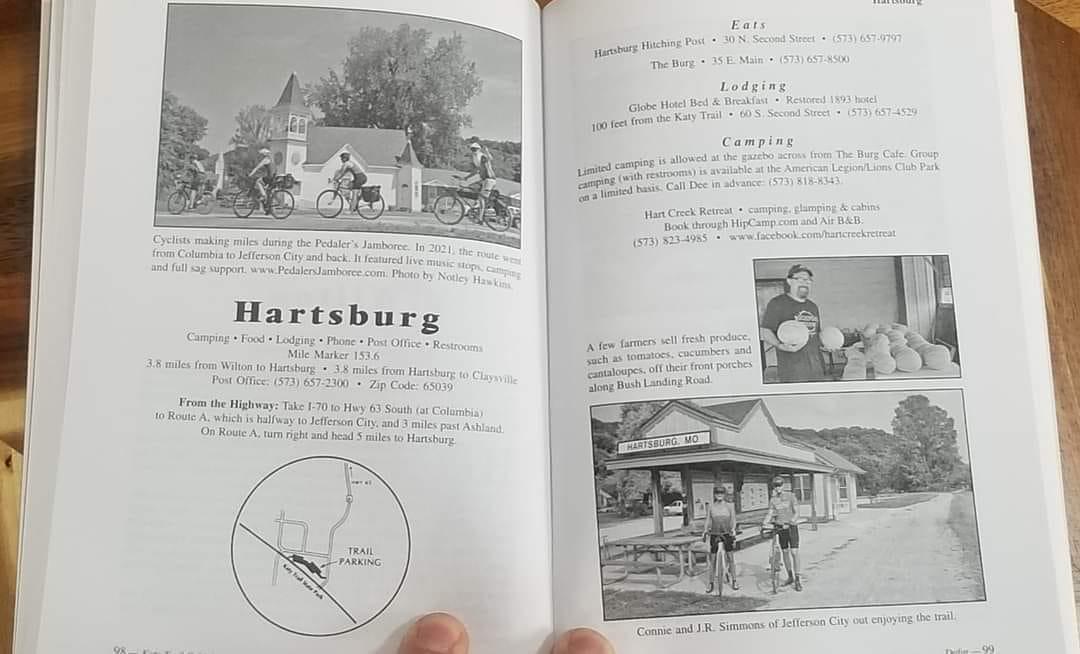 Cyclists making miles during the Pedaler's Jamboree. In 2021, the route went
from Columbia to Jefferson City and back. It featured live music stops, camping
and full sag support. www.PedalersJamboree.com. Photo by Notley Hawkins.
Hartsburg
Camping • Food • Lodging • Phone • Post Office • Restrooms
Mile Marker 153.6
3.8 miles from Wilton to Hartsburg • 3.8 miles from Hartsburg to Claysville
Post Office: (573) 657-2300 • Zip Code: 65039
From the Highway: Take I-70 to Hwy 63 South (at Columbia)
to Route A, which is halfway to Jefferson City, and 3 miles past Ashland.
On Route A, turn right and head 5 miles to Hartsburg.
HWY 63
TRAIL
PARKING
Katy Trail State Park
98 — Katy Trail
Hartsburg
Eats
Hartsburg Hitching Post • 30 N. Second Street • (573) 657-9797
The Burg • 35 E. Main • (573) 657-8500
Lodging
Globe Hotel Bed & Breakfast • Restored 1893 hotel
100 feet from the Katy Trail • 60 S. Second Street • (573) 657-4529
Camping
Limited camping is allowed at the gazebo across from The Burg Cafe. Group
camping (with restrooms) is available at the American Legion/Lions Club Park
on a limited basis. Call Dee in advance: (573) 818-8343.
Hart Creek Retreat • camping, glamping & cabins
Book through HipCamp.com and Air B&B.
(573) 823-4985 • www.facebook.com/hartcreekretreat
A few farmers sell fresh produce,
such as tomatoes, cucumbers and
cantaloupes, off their front porches
along Bush Landing Road.
HARTSBURG, MO
Connie and J.R. Simmons of Jefferson City out enjoying the trail.
— 99